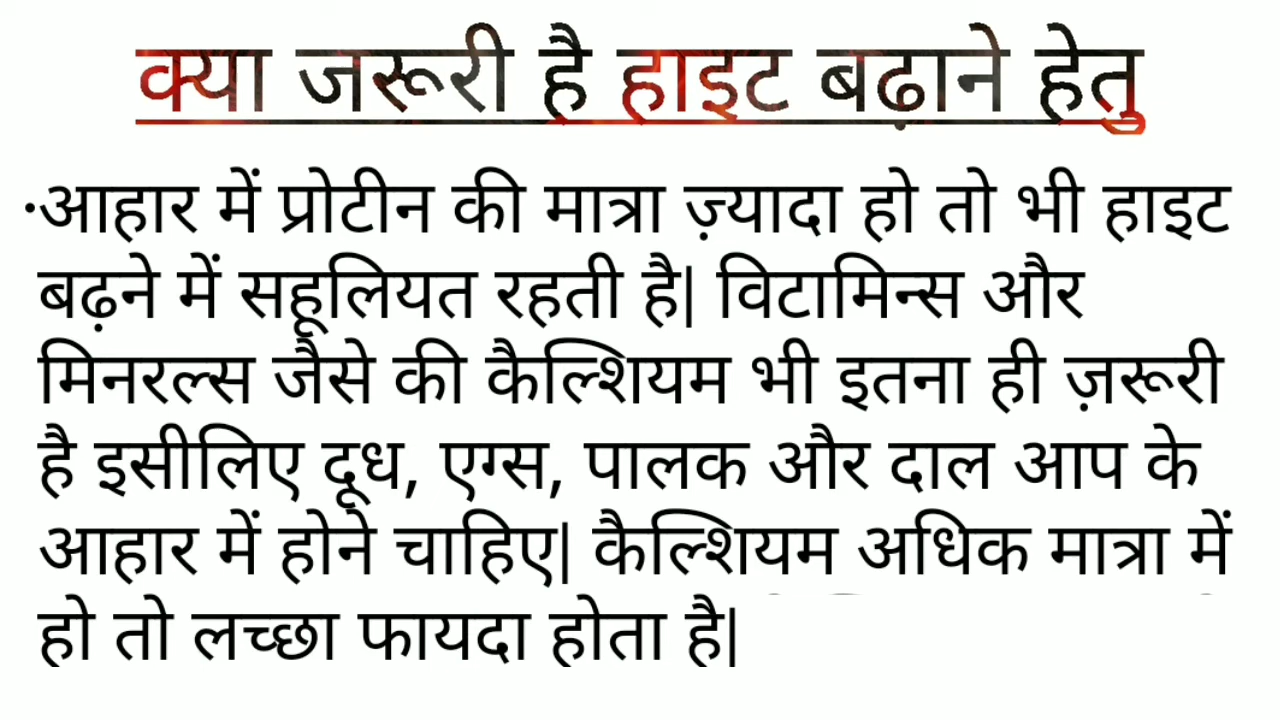 क्या जरूरी है हाइट बढ़ाने हेतु
·आहार में प्रोटीन की मात्रा ज़्यादा हो तो भी हाइट
बढ़ने में सहूलियत रहती है| विटामिन्स और
मिनरल्स जैसे की कैल्शियम भी इतना ही ज़रूरी
है इसीलिए दूध, एग्स, पालक और दाल आप के
आहार में होने चाहिए| कैल्शियम अधिक मात्रा में
हो तो लच्छा फायदा होता है|